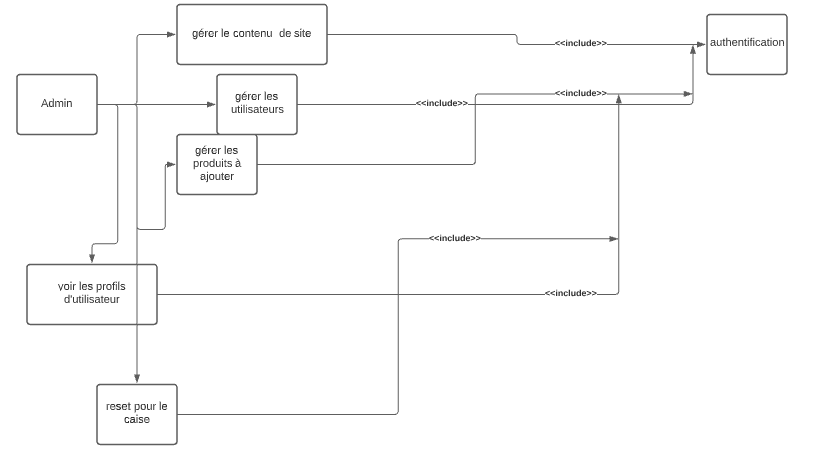 gérer le contenu de site
<<include>>
authentification
Admin
gérer les
utilisateurs
<<include>>
<<include>>
gérer les
produits à
ajouter
<<include>>
voir les profils
d'utilisateur
<<include>>
reset pour le
caise